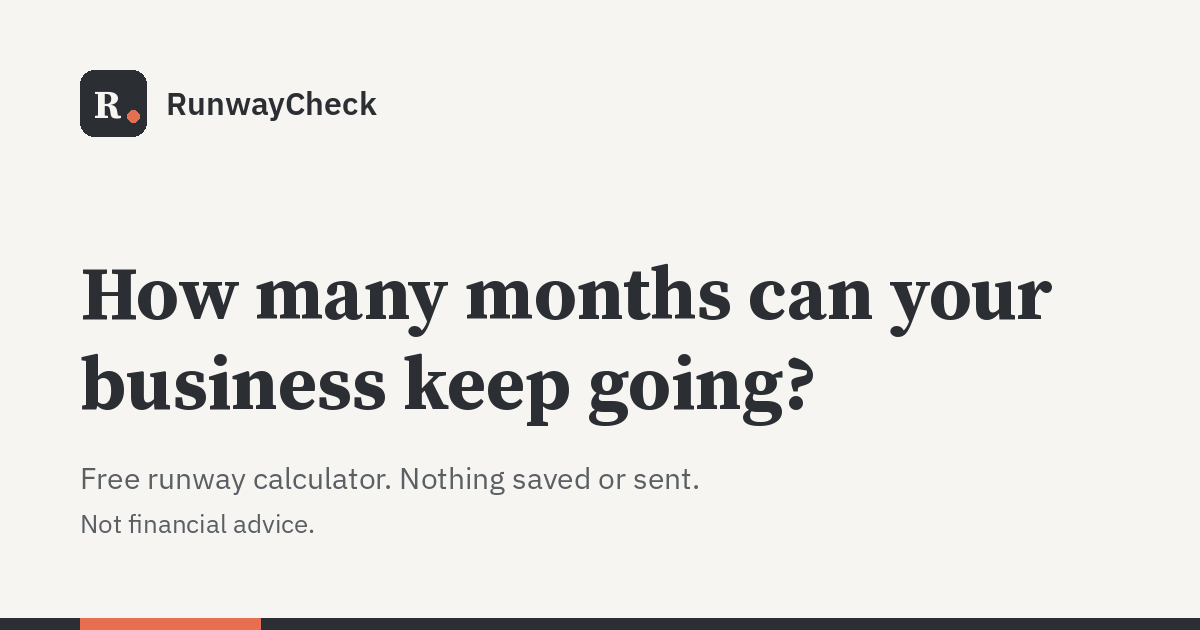 R.
RunwayCheck
How many months can your
business keep going?
Free runway calculator. Nothing saved or sent.
Not financial advice.